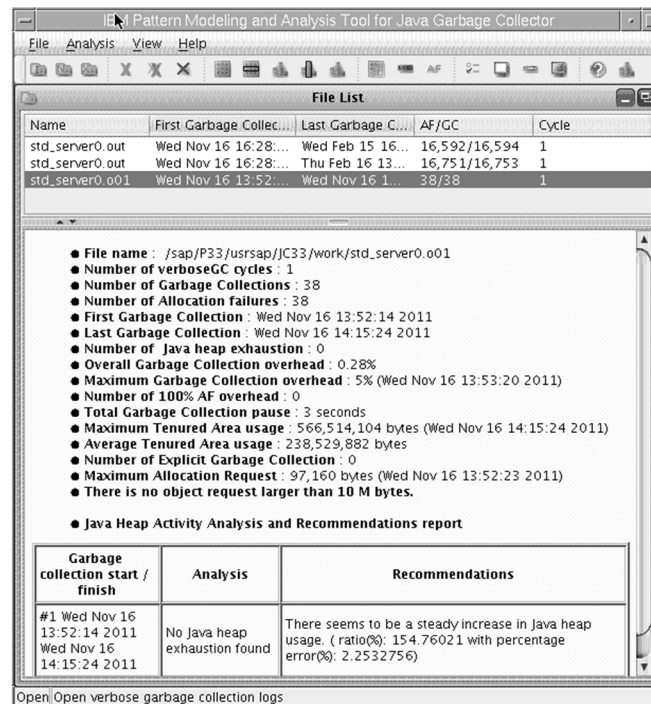 IBM Pattern Modeling and Analysis Tool for Java Garbage Collector
File Analysis View Help
AF
File List
Name First Garbage Collec... Last Garbage C... AF/GC Cycle
std_server0.out Wed Nov 16 16:28:... Wed Feb 15 16... 16,592/16,594 1
std_server0.out Wed Nov 16 16:28:... Thu Feb 16 13... 16,751/16,753 1
std_server0.o01 Wed Nov 16 13:52:... Wed Nov 16 1... 38/38 1
File name : /sap/P33/usrsap/JC33/work/std_server0.o01
Number of verboseGC cycles : 1
Number of Garbage Collections : 38
Number of Allocation failures : 38
First Garbage Collection : Wed Nov 16 13:52:14 2011
Last Garbage Collection : Wed Nov 16 14:15:24 2011
Number of Java heap exhaustion : 0
Overall Garbage Collection overhead : 0.28%
Maximum Garbage Collection overhead : 5% (Wed Nov 16 13:53:20 2011)
Number of 100% AF overhead : 0
Total Garbage Collection pause : 3 seconds
Maximum Tenured Area usage : 566,514,104 bytes (Wed Nov 16 14:15:24 2011)
Average Tenured Area usage : 238,529,882 bytes
Number of Explicit Garbage Collection : 0
Maximum Allocation Request : 97,160 bytes (Wed Nov 16 13:52:23 2011)
There is no object request larger than 10 M bytes.
Java Heap Activity Analysis and Recommendations report
Garbage
collection start /
finish
Analysis
Recommendations
#1 Wed Nov 16
13:52:14 2011
Wed Nov 16
14:15:24 2011
No Java heap
exhaustion found
There seems to be a steady increase in Java heap
usage. ( ratio(%): 154.76021 with percentage
error(%): 2.2532756)
Open Open verbose garbage collection logs